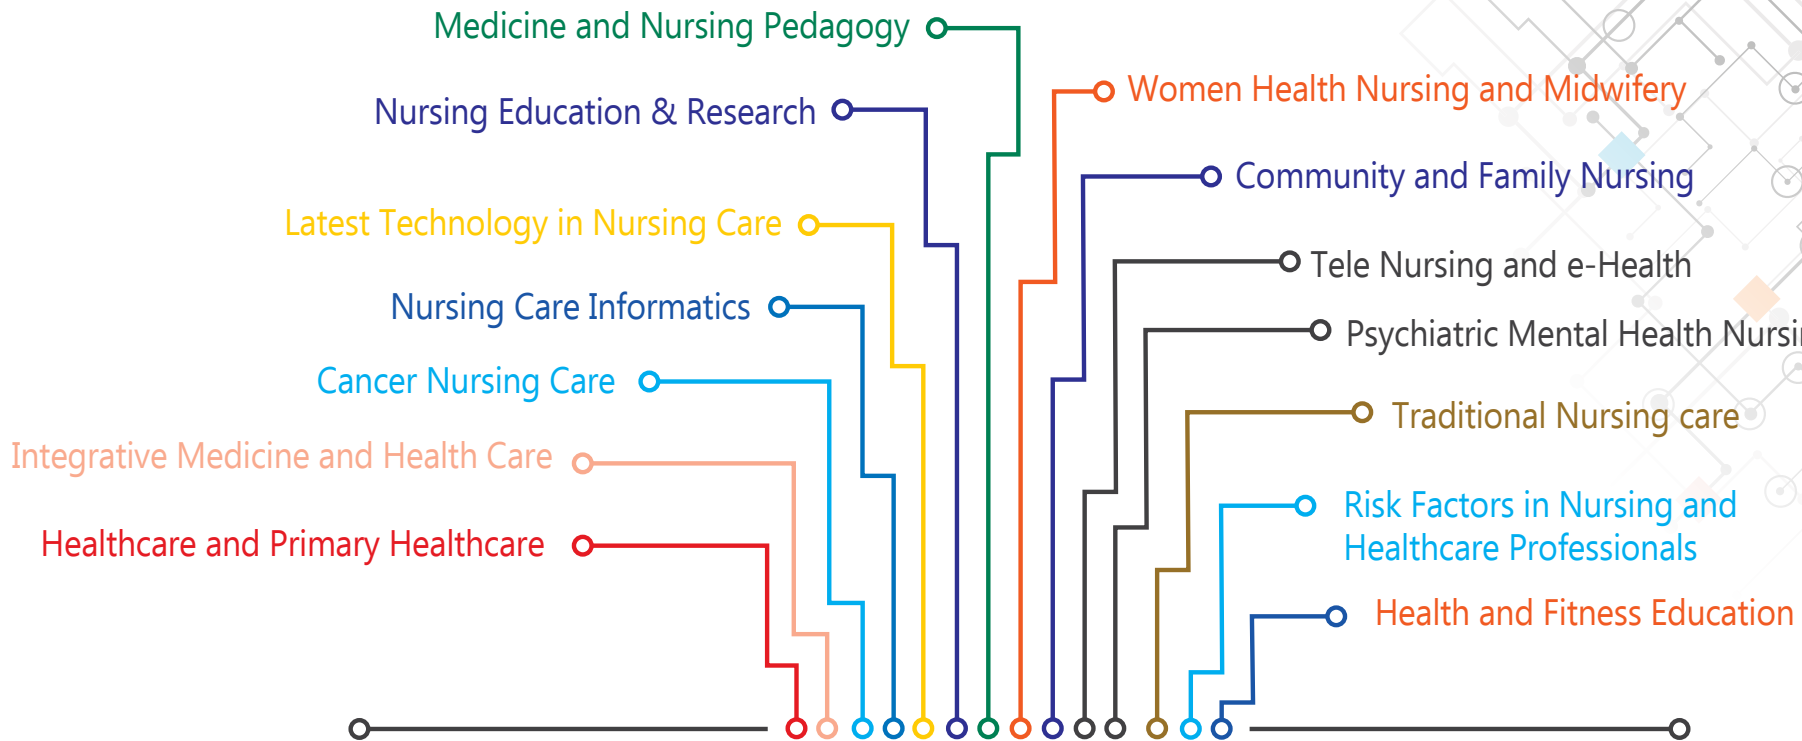 Medicine and Nursing Pedagogy
Nursing Education & Research
Latest Technology in Nursing Care
Nursing Care Informatics
Cancer Nursing Care
Integrative Medicine and Health Care
Healthcare and Primary Healthcare
Women Health Nursing and Midwifery
Community and Family Nursing
Tele Nursing and e-Health
Psychiatric Mental Health
Traditional Nursing care
Risk Factors in Nursing and
Healthcare Professionals
Health and Fitness Education